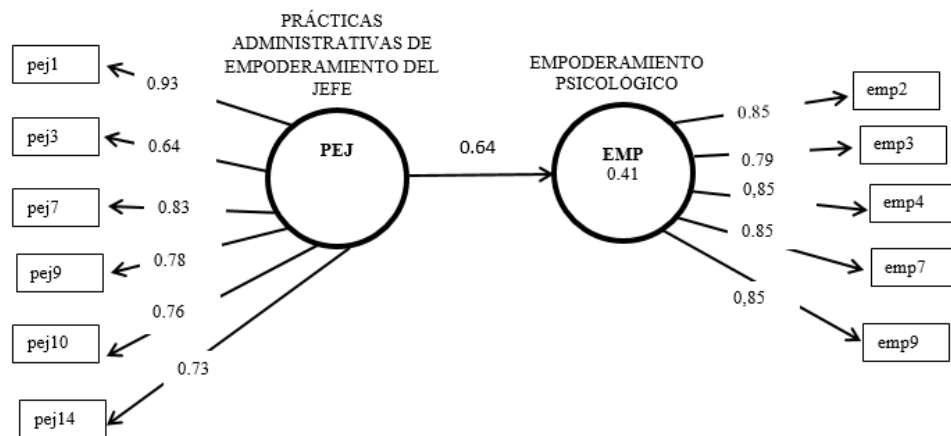 PRÁCTICAS
ADMINISTRATIVAS DE
EMPODERAMIENTO DEL
JEFE
EMPODERAMIENTO
PSICOLÓGICO
pej1
0.93
pej3
0.64
pej7
0.83
pej9
0.78
pej10
0.76
pej14
0.73
PEJ
0.64
EMP
0.41
0.85
emp2
0.79
emp3
0,85
emp4
0.85
emp7
0,85
emp9